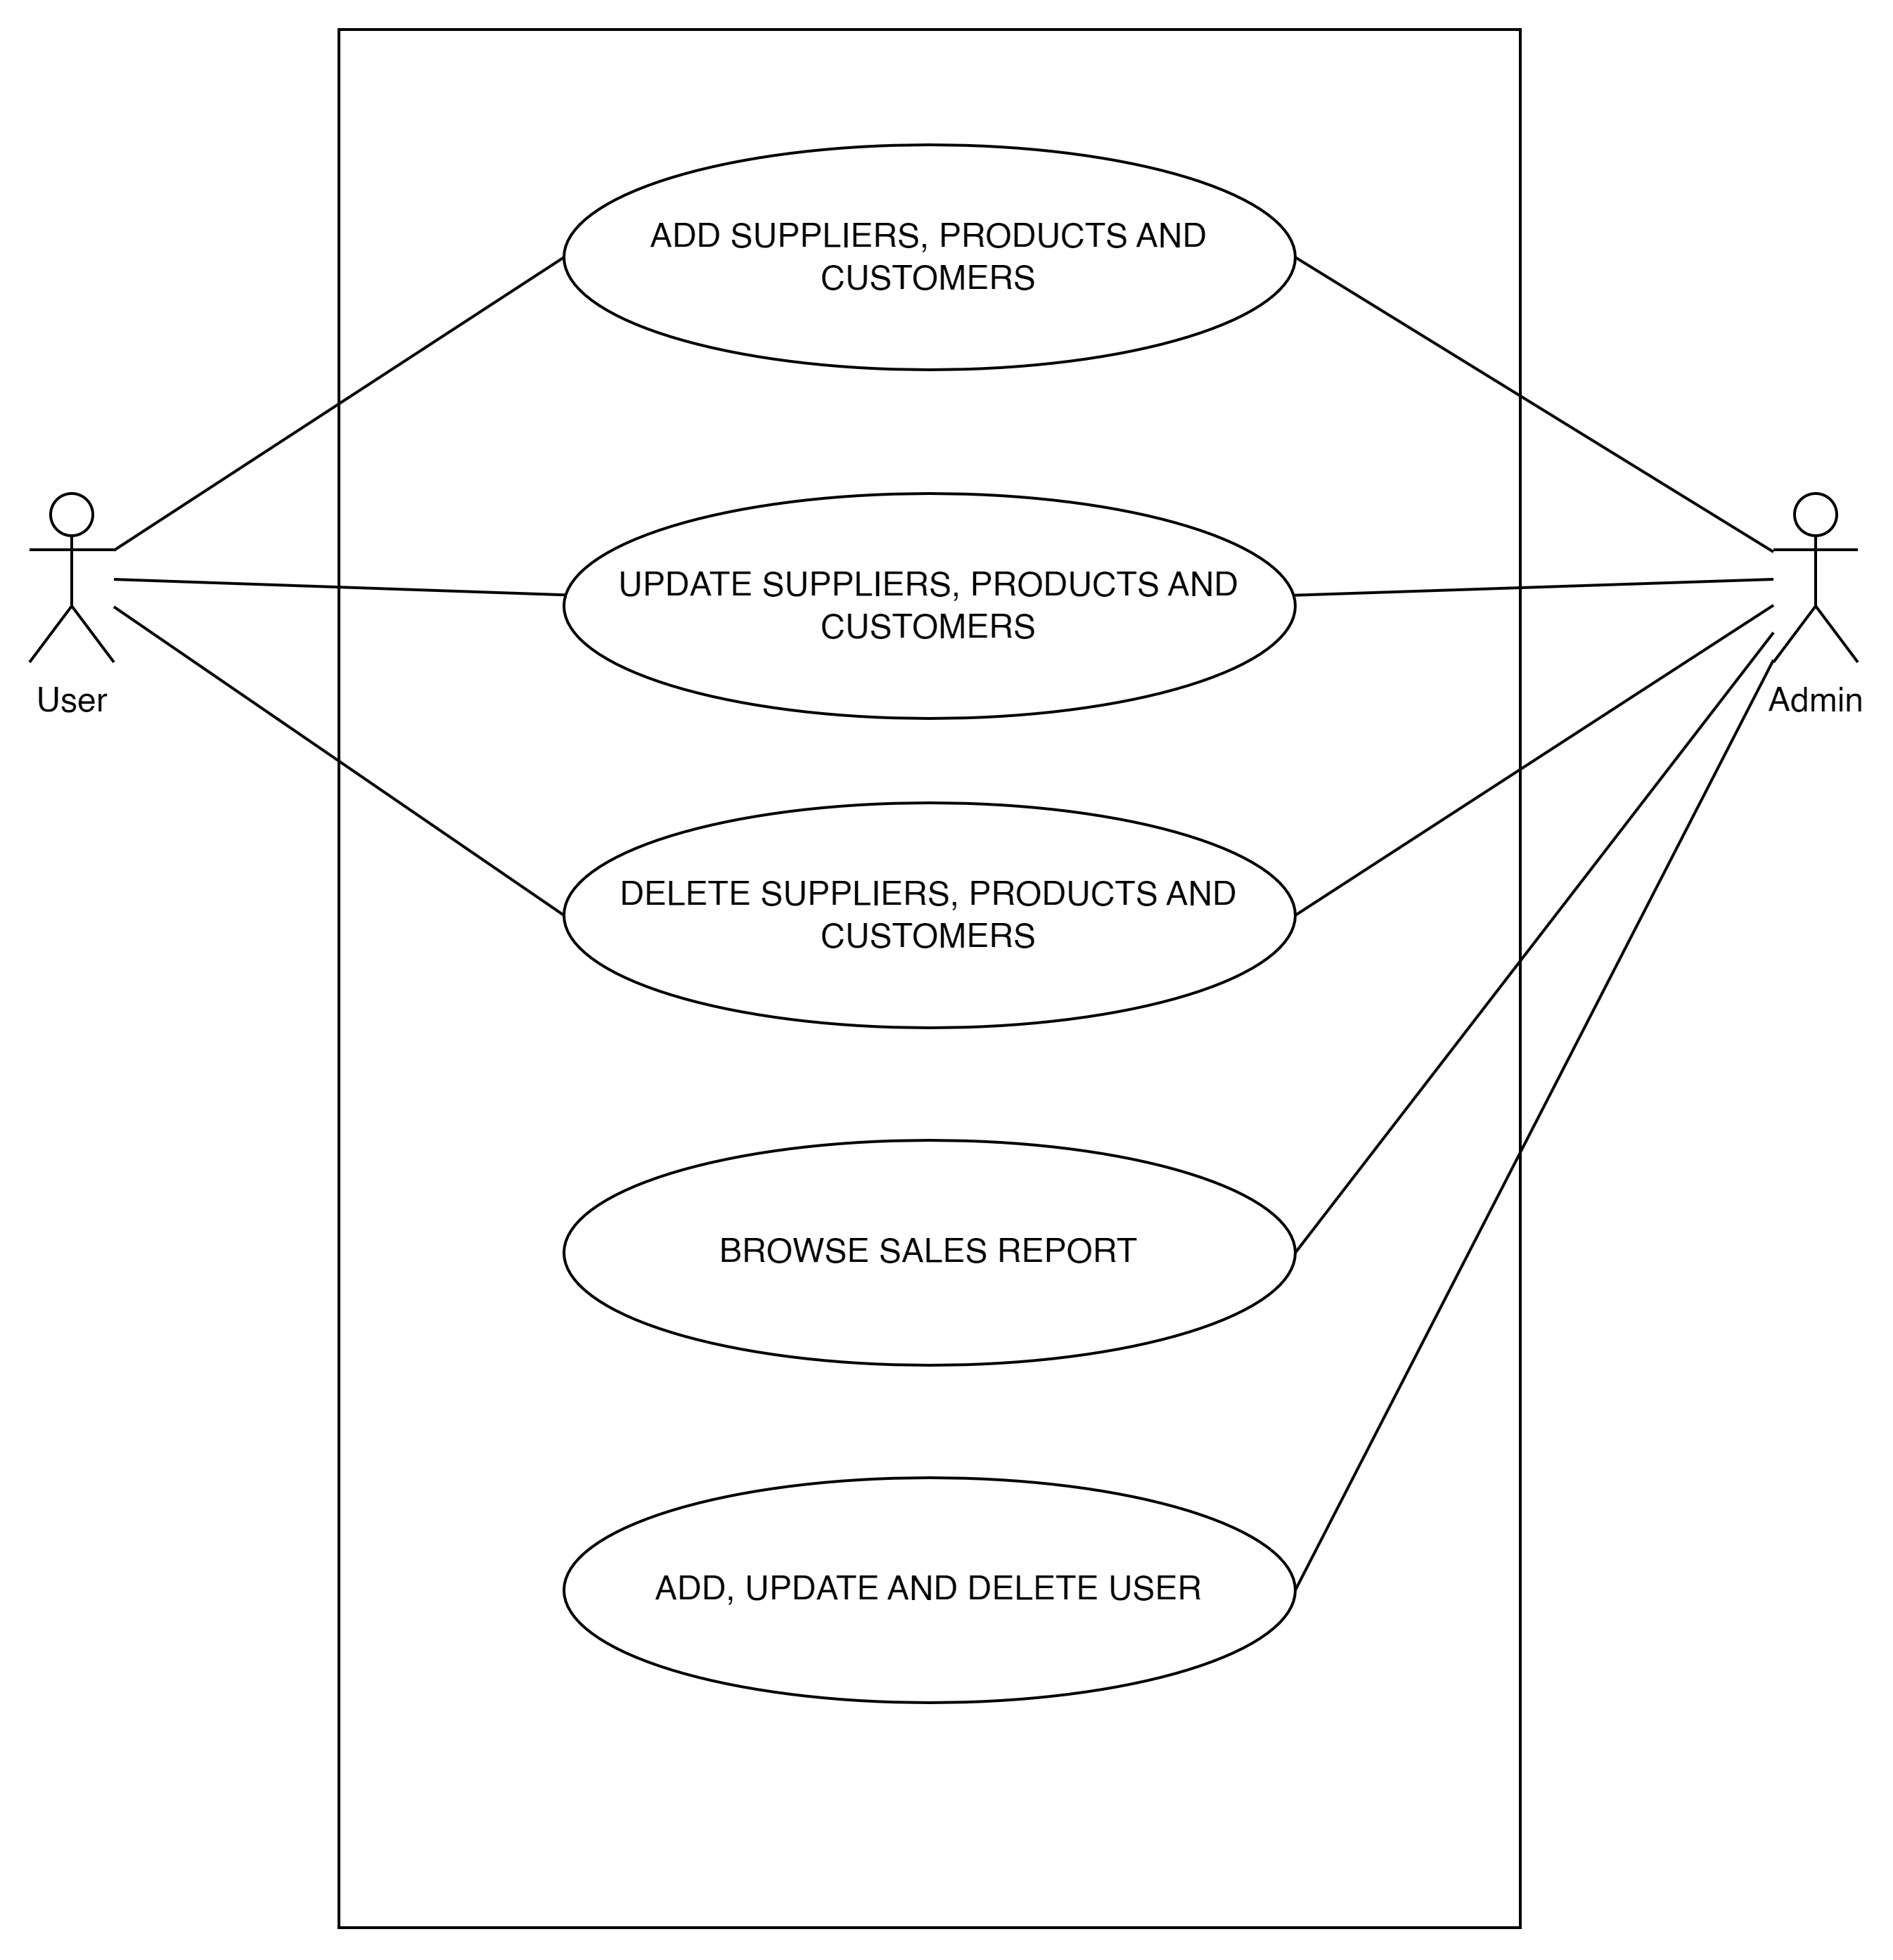 ADD SUPPLIERS, PRODUCTS AND
CUSTOMERS
UPDATE SUPPLIERS, PRODUCTS AND
CUSTOMERS
User
Admin
DELETE SUPPLIERS, PRODUCTS AND
CUSTOMERS
BROWSE SALES REPORT
ADD, UPDATE AND DELETE USER